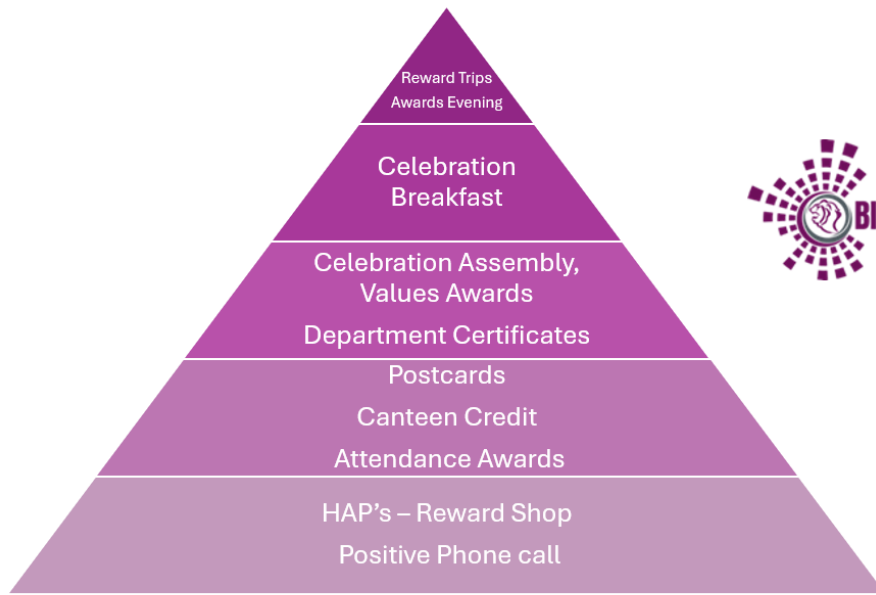 Reward Trips
Awards Evening
Celebration
Breakfast
Celebration Assembly,
Values Awards
Department Certificates
Postcards
Canteen Credit
Attendance Awards
HAP's – Reward Shop
Positive Phone call